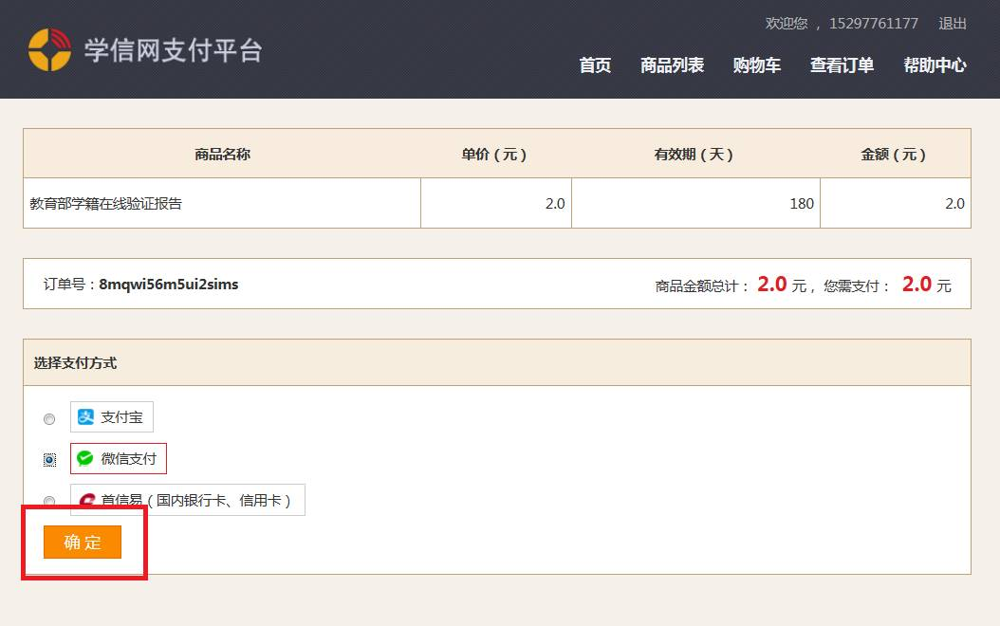 欢迎您 ，15297761177 退出
学信网支付平台
首页 商品列表 购物车 查看订单 帮助中心
商品名称 单价（元） 有效期（天） 金额（元）
教育部学籍在线验证报告 2.0 180 2.0
订单号：8mqwi56m5ui2sims 商品金额总计： 2.0 元， 您需支付： 2.0 元
选择支付方式
支 支付宝
微信支付
首信易（国内银行卡、信用卡）
确 定